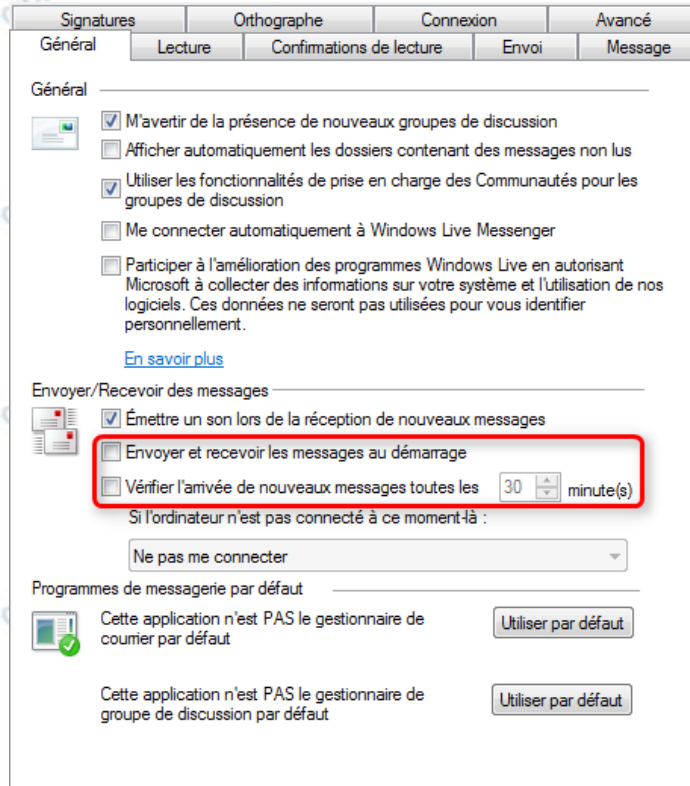 Signatures Orthographe Connexion Avancé
Général Lecture Confirmations de lecture Envoi Message
Général
M'avertir de la présence de nouveaux groupes de discussion
Afficher automatiquement les dossiers contenant des messages non lus
Utiliser les fonctionnalités de prise en charge des Communautés pour les
groupes de discussion
Me connecter automatiquement à Windows Live Messenger
Participer à l'amélioration des programmes Windows Live en autorisant
Microsoft à collecter des informations sur votre système et l'utilisation de nos
logiciels. Ces données ne seront pas utilisées pour vous identifier
personnellement.
En savoir plus
Envoyer/Recevoir des messages
Émettre un son lors de la réception de nouveaux messages
Envoyer et recevoir les messages au démarrage
Vérifier l'arrivée de nouveaux messages toutes les 30 minute(s)
Si l'ordinateur n'est pas connecté à ce moment-là :
Ne pas me connecter
Programmes de messagerie par défaut
Cette application n'est PAS le gestionnaire de
courrier par défaut
Utiliser par défaut
Cette application n'est PAS le gestionnaire de
groupe de discussion par défaut
Utiliser par défaut